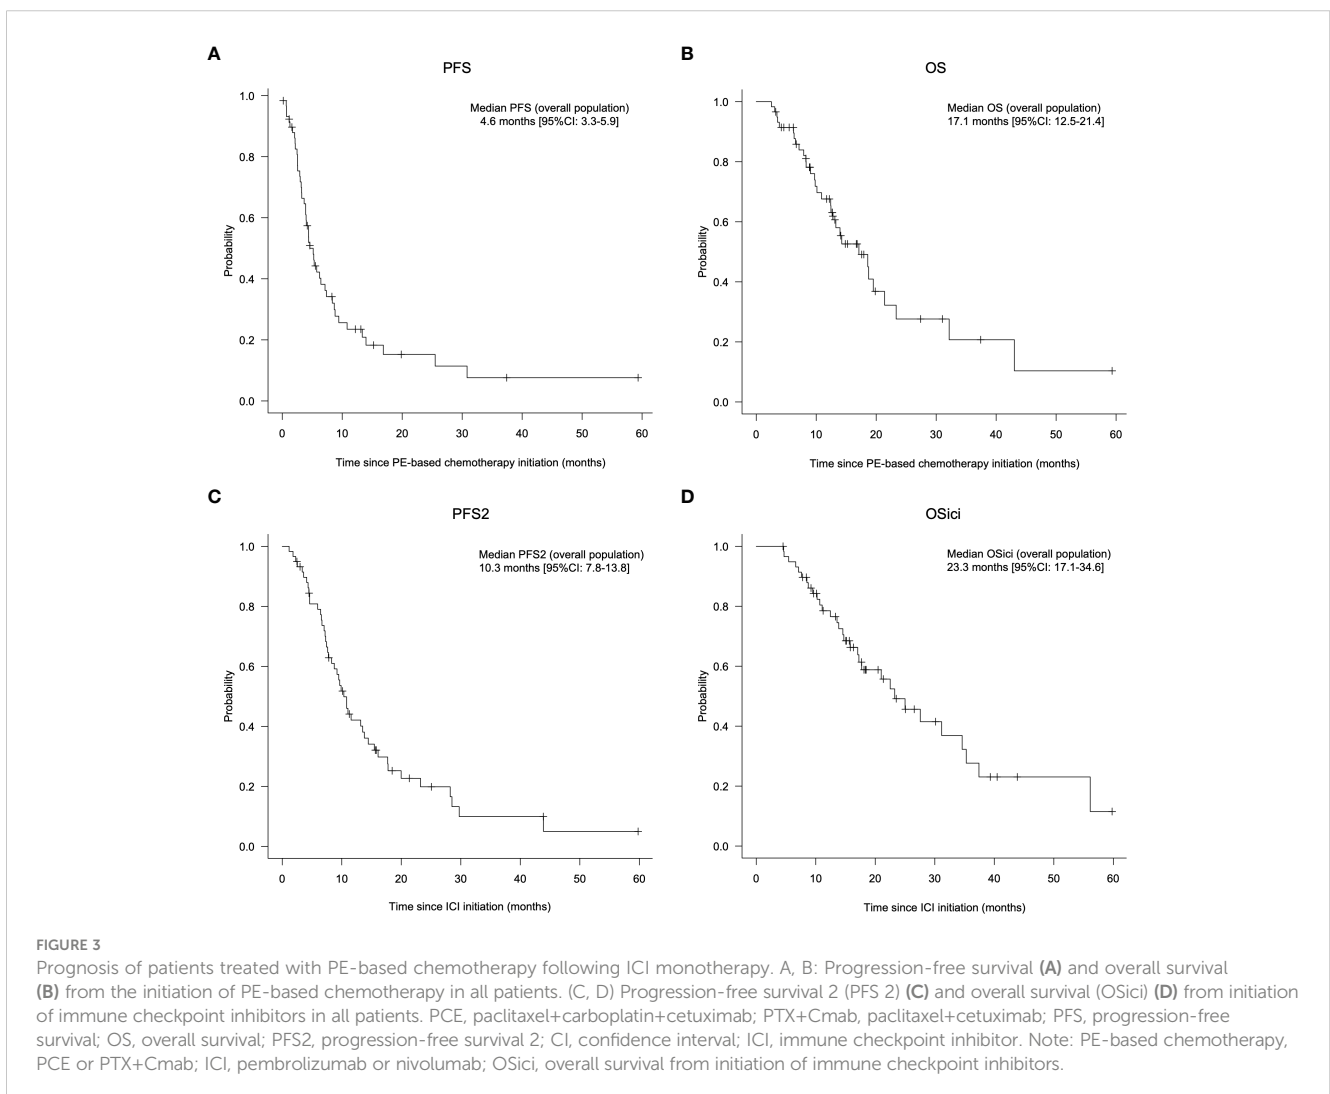 A
PFS
Median PFS (overall population)
4.6 months [95%CI: 3.3-5.9]
1.0
0.8
0.6
0.4
0.2
0.0
Probability
0 10 20 30 40 50 60
Time since PE-based chemotherapy initiation (months)
B
OS
Median OS (overall population)
17.1 months [95%CI: 12.5-21.4]
1.0
0.8
0.6
0.4
0.2
0.0
Probability
0 10 20 30 40 50 60
Time since PE-based chemotherapy initiation (months)
C
PFS2
Median PFS2 (overall population)
10.3 months [95%CI: 7.8-13.8]
1.0
0.8
0.6
0.4
0.2
0.0
Probability
0 10 20 30 40 50 60
Time since ICI initiation (months)
D
OSici
Median OSici (overall population)
23.3 months [95%CI: 17.1-34.6]
1.0
0.8
0.6
0.4
0.2
0.0
Probability
0 10 20 30 40 50 60
Time since ICI initiation (months)
FIGURE 3
Prognosis of patients treated with PE-based chemotherapy following ICI monotherapy. A, B: Progression-free survival (A) and overall survival
(B) from the initiation of PE-based chemotherapy in all patients. (C, D) Progression-free survival 2 (PFS 2) (C) and overall survival (OSici) (D) from initiation
of immune checkpoint inhibitors in all patients. PCE, paclitaxel+carboplatin+cetuximab; PTX+Cmab, paclitaxel+cetuximab; PFS, progression-free
survival; OS, overall survival; PFS2, progression-free survival 2; CI, confidence interval; ICI, immune checkpoint inhibitor. Note: PE-based chemotherapy,
PCE or PTX+Cmab; ICI, pembrolizumab or nivolumab; OSici, overall survival from initiation of immune checkpoint inhibitors.